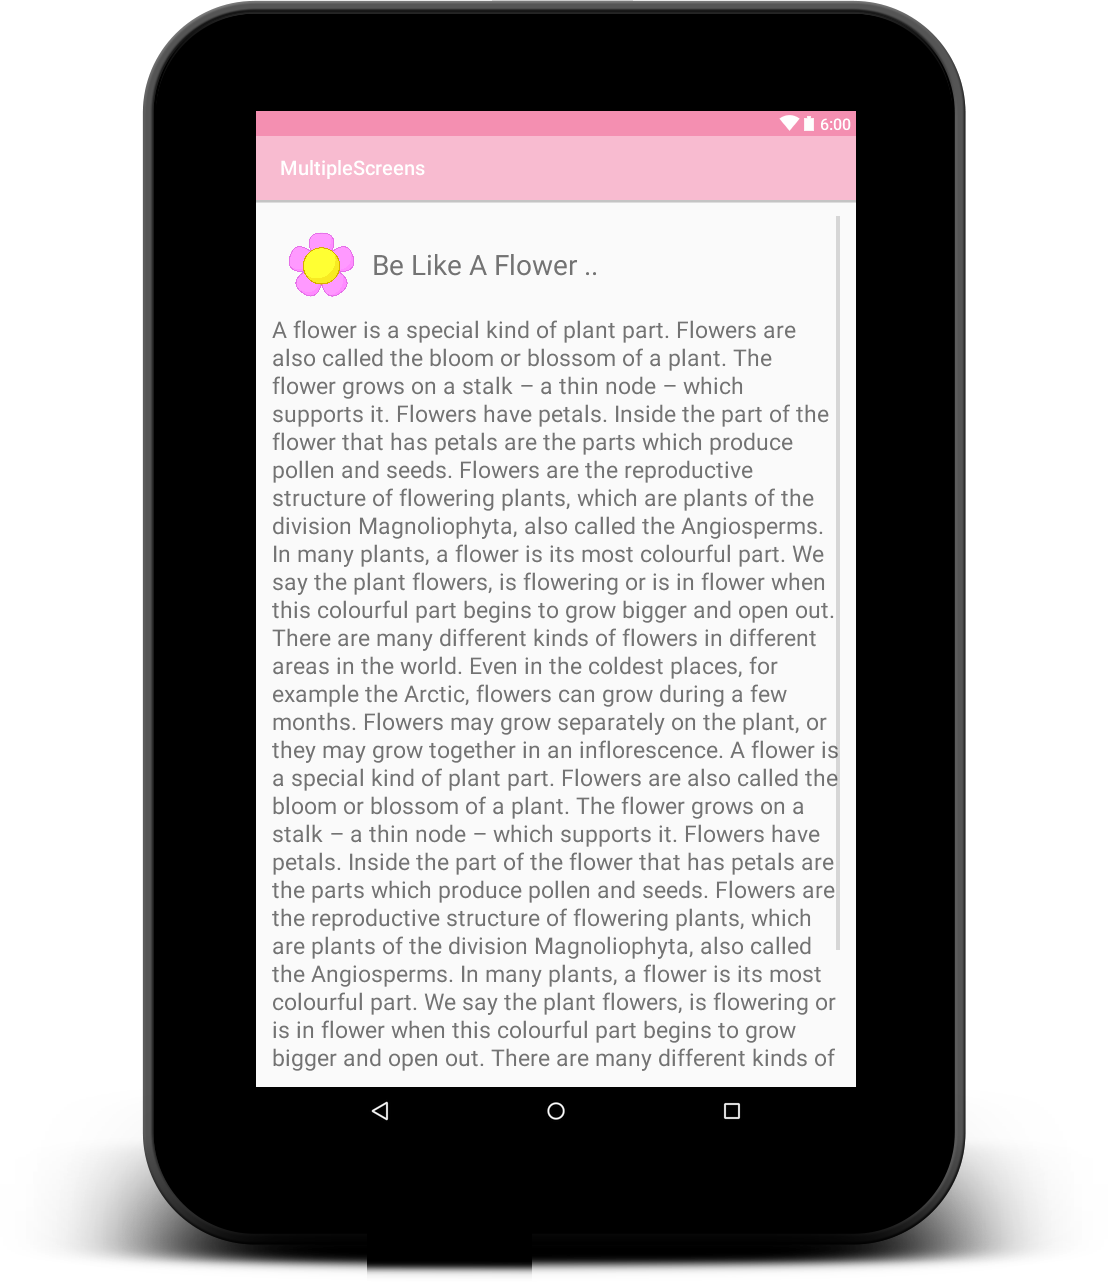 6:00
MultipleScreens
Be Like A Flower ..
A flower is a special kind of plant part. Flowers are
also called the bloom or blossom of a plant. The
flower grows on a stalk – a thin node – which
supports it. Flowers have petals. Inside the part of the
flower that has petals are the parts which produce
pollen and seeds. Flowers are the reproductive
structure of flowering plants, which are plants of the
division Magnoliophyta, also called the Angiosperms.
In many plants, a flower is its most colourful part. We
say the plant flowers, is flowering or is in flower when
this colourful part begins to grow bigger and open out.
There are many different kinds of flowers in different
areas in the world. Even in the coldest places, for
example the Arctic, flowers can grow during a few
months. Flowers may grow separately on the plant, or
they may grow together in an inflorescence. A flower is
a special kind of plant part. Flowers are also called the
bloom or blossom of a plant. The flower grows on a
stalk – a thin node – which supports it. Flowers have
petals. Inside the part of the flower that has petals are
the parts which produce pollen and seeds. Flowers are
the reproductive structure of flowering plants, which
are plants of the division Magnoliophyta, also called
the Angiosperms. In many plants, a flower is its most
colourful part. We say the plant flowers, is flowering or
is in flower when this colourful part begins to grow
bigger and open out. There are many different kinds of